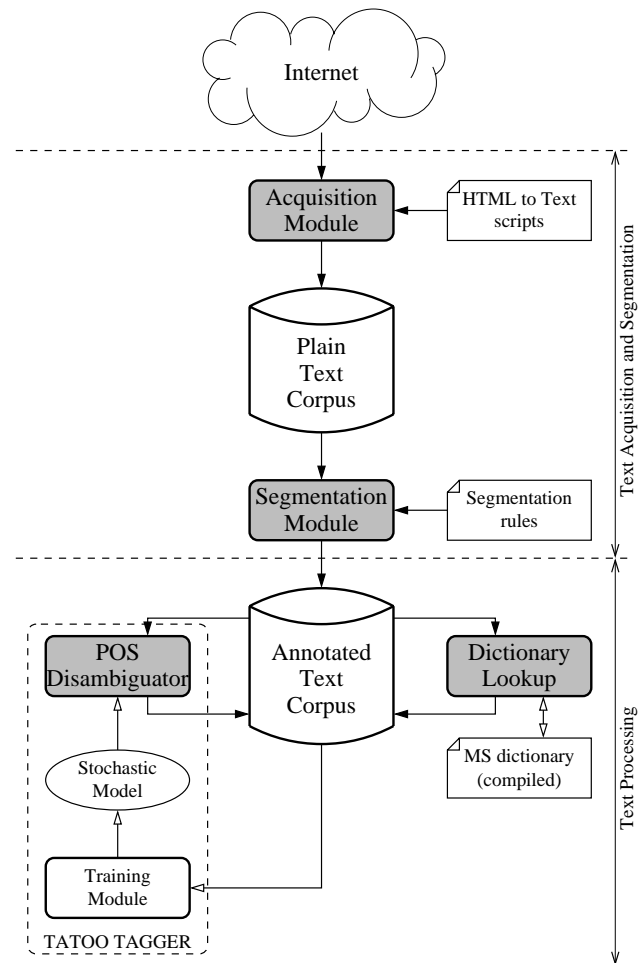 Internet
Acquisition
Module
HTML to Text
scripts
Plain
Text
Corpus
Text Acquisition and Segmentation
Segmentation
Module
Segmentation
rules
POS
Disambiguator
Annotated
Text
Corpus
Dictionary
Lookup
Stochastic
Model
MS dictionary
(compiled)
Text Processing
Training
Module
TATOO TAGGER